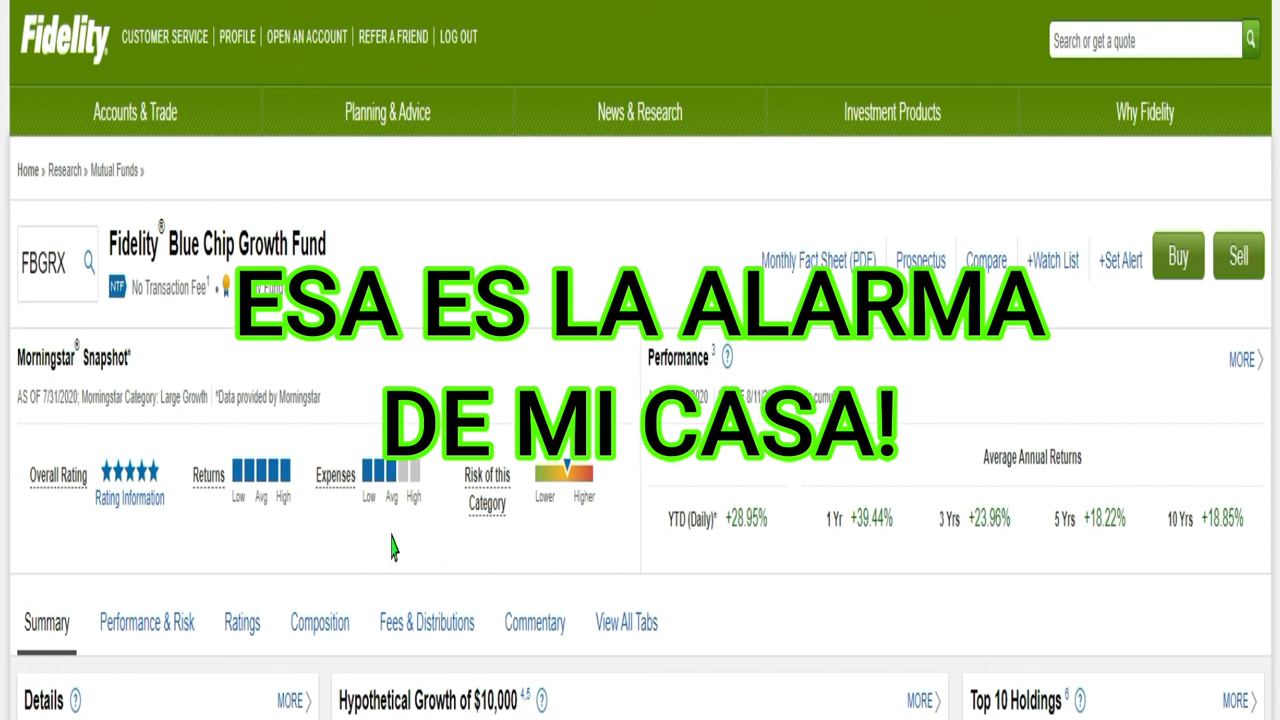 Fidelity
CUSTOMER SERVICE | PROFILE | OPEN AN ACCOUNT | REFER A FRIEND | LOG OUT
Search or get a quote
Accounts & Trade Planning & Advice News & Research Investment Products Why Fidelity
Home » Research » Mutual Funds »
FBGRX
Fidelity® Blue Chip Growth Fund
NTF No Transaction Fee1 •
Monthly Fact Sheet (PDF) Prospectus Compare +Watch List +Set Alert Buy Sell
ESA ES LA ALARMA
DE MI CASA!
Morningstar® Snapshot*
AS OF 7/31/2020; Morningstar Category: Large Growth | *Data provided by Morningstar
Overall Rating ★★★★★ Rating Information
Returns Low Avg High
Expenses Low Avg High
Risk of this Category Lower Higher
Performance 3 ? MORE
Average Annual Returns
YTD (Daily)* +28.95% 1 Yr +39.44% 3 Yrs +23.96% 5 Yrs +18.22% 10 Yrs +18.85%
Summary Performance & Risk Ratings Composition Fees & Distributions Commentary View All Tabs
Details ? MORE
Hypothetical Growth of $10,000 4,5 ? MORE
Top 10 Holdings 6 ? MORE